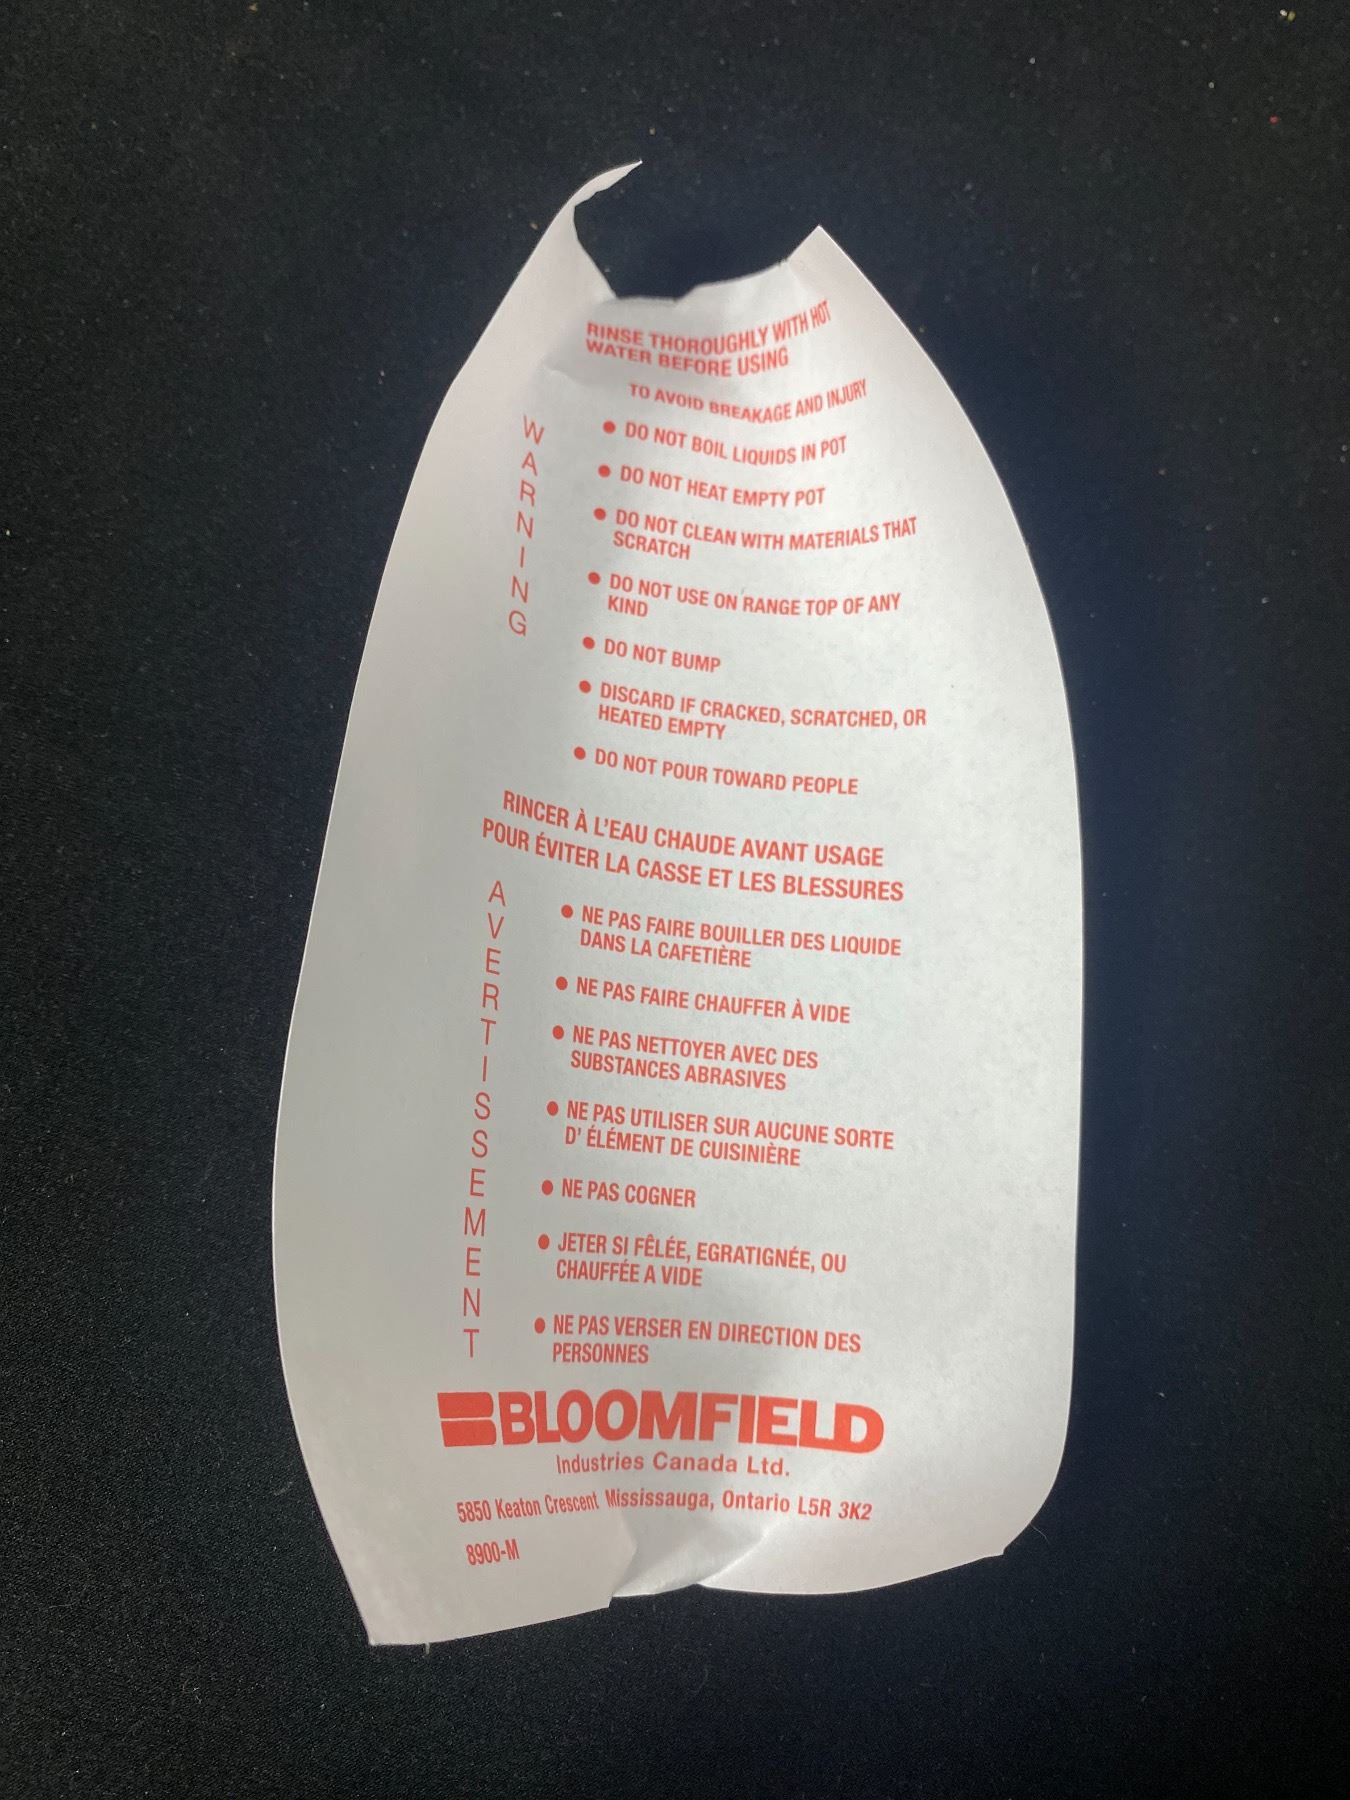 RINSE THOROUGHLY WITH HOT
WATER BEFORE USING
TO AVOID BREAKAGE AND INJURY
WARNING
● DO NOT BOIL LIQUIDS IN POT
● DO NOT HEAT EMPTY POT
● DO NOT CLEAN WITH MATERIALS THAT
SCRATCH
● DO NOT USE ON RANGE TOP OF ANY
KIND
● DO NOT BUMP
● DISCARD IF CRACKED, SCRATCHED, OR
HEATED EMPTY
● DO NOT POUR TOWARD PEOPLE
RINCER À L'EAU CHAUDE AVANT USAGE
POUR ÉVITER LA CASSE ET LES BLESSURES
AVERTISSEMENT
● NE PAS FAIRE BOUILLER DES LIQUIDE
DANS LA CAFETIÈRE
● NE PAS FAIRE CHAUFFER À VIDE
● NE PAS NETTOYER AVEC DES
SUBSTANCES ABRASIVES
● NE PAS UTILISER SUR AUCUNE SORTE
D' ÉLÉMENT DE CUISINIÈRE
● NE PAS COGNER
● JETER SI FÊLÉE, EGRATIGNÉE, OU
CHAUFFÉE A VIDE
● NE PAS VERSER EN DIRECTION DES
PERSONNES
BLOOMFIELD
Industries Canada Ltd.
5850 Keaton Crescent Mississauga, Ontario L5R 3K2
8900-M